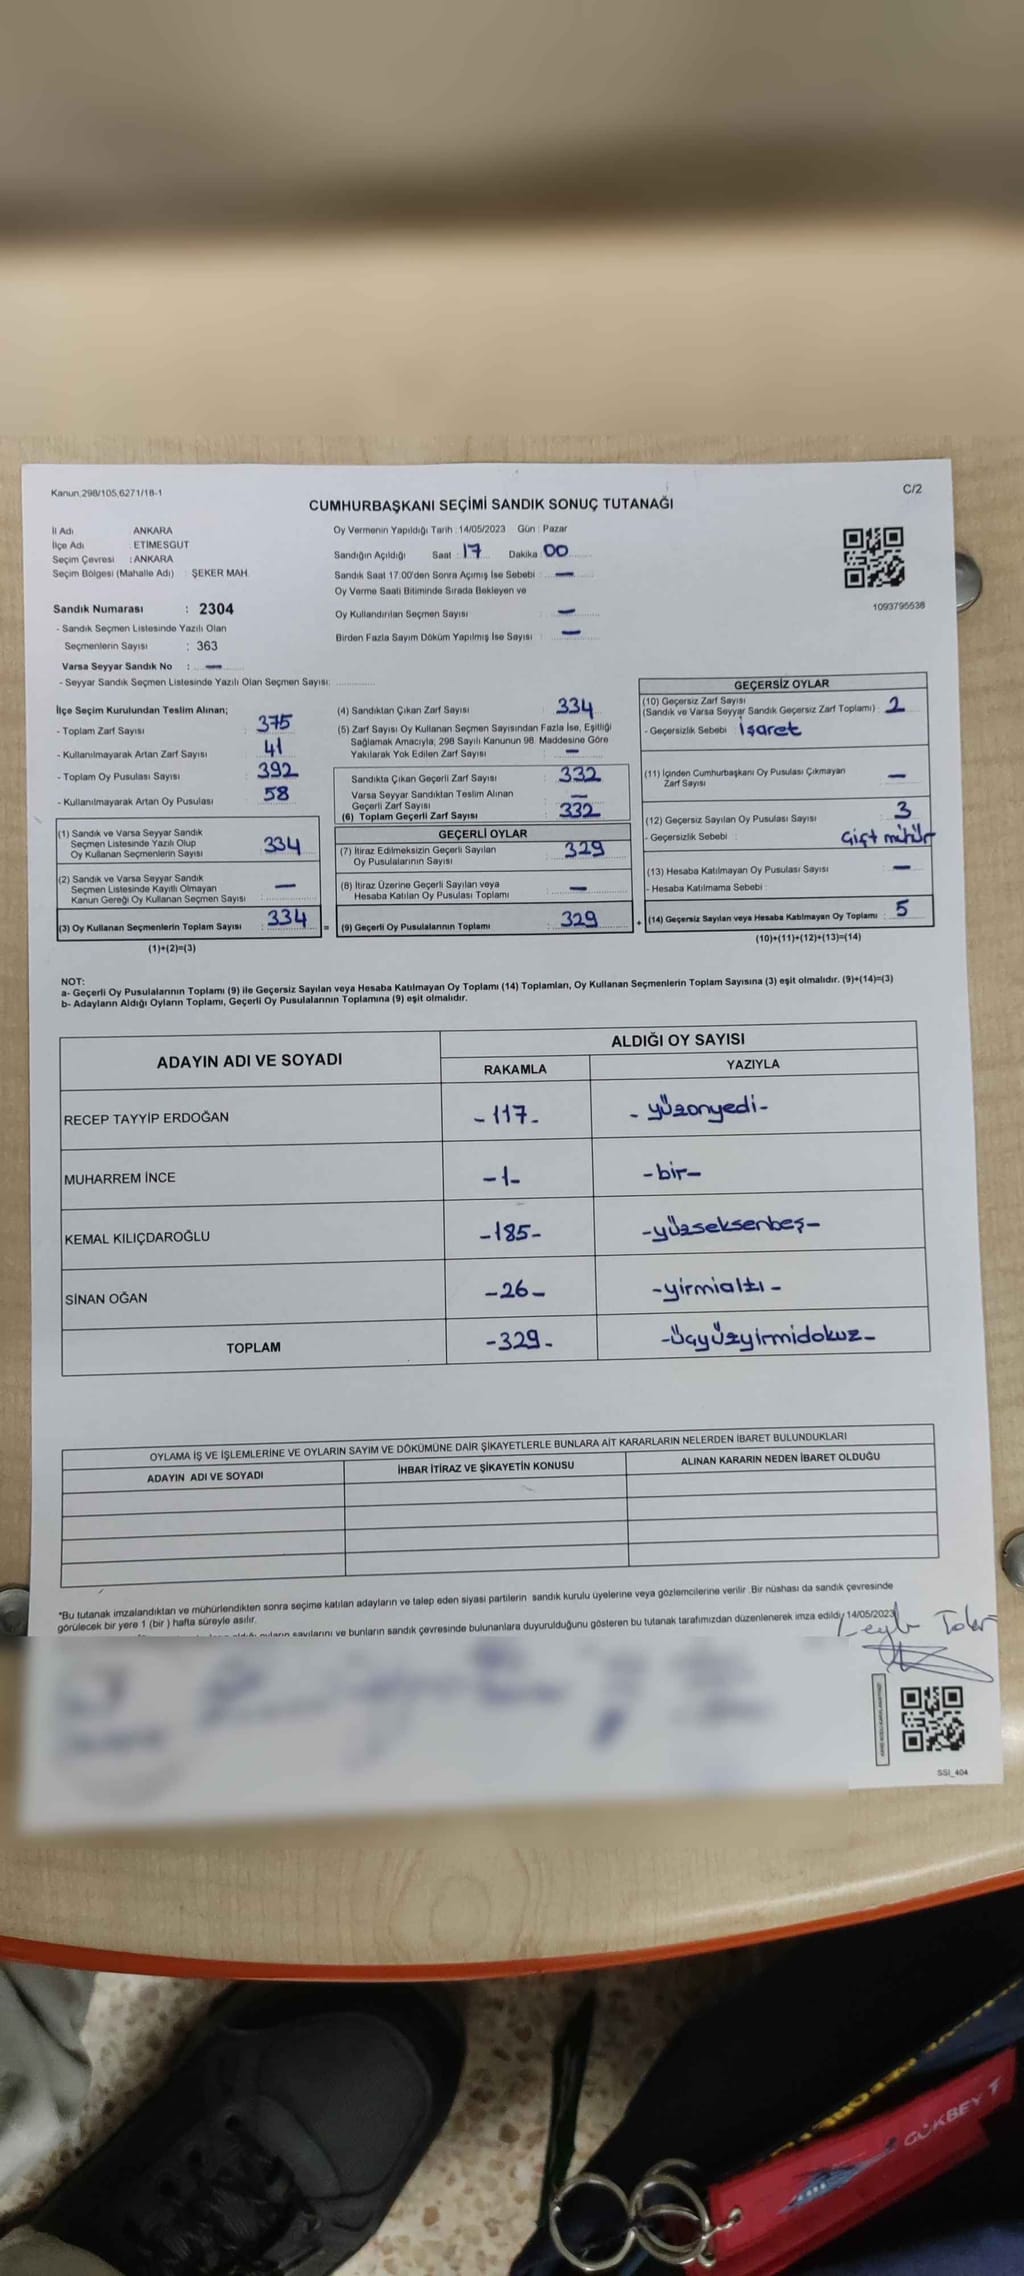 Kanun,298/105,6271/18-1
C/2
CUMHURBAŞKANI SEÇİMİ SANDIK SONUÇ TUTANAĞI
İl Adı ANKARA
İlçe Adı : ETİMESGUT
Seçim Çevresi : ANKARA
Seçim Bölgesi (Mahalle Adı) : ŞEKER MAH.
Sandık Numarası : 2304
- Sandık Seçmen Listesinde Yazılı Olan
Seçmenlerin Sayısı : 363
Varsa Seyyar Sandık No : —
- Seyyar Sandık Seçmen Listesinde Yazılı Olan Seçmen Sayısı:
Oy Vermenin Yapıldığı Tarih : 14/05/2023 Gün : Pazar
Sandığın Açıldığı Saat : 17 Dakika 00
Sandık Saat 17:00'den Sonra Açımış İse Sebebi : —
Oy Verme Saati Bitiminde Sırada Bekleyen ve
Oy Kullandırılan Seçmen Sayısı —
Birden Fazla Sayım Döküm Yapılmış İse Sayısı : —
1093795538
İlçe Seçim Kurulundan Teslim Alınan;
- Toplam Zarf Sayısı : 375
- Kullanılmayarak Artan Zarf Sayısı : 41
- Toplam Oy Pusulası Sayısı : 392
- Kullanılmayarak Artan Oy Pusulası : 58
(1) Sandık ve Varsa Seyyar Sandık
Seçmen Listesinde Yazılı Olup
Oy Kullanan Seçmenlerin Sayısı : 334
(2) Sandık ve Varsa Seyyar Sandık
Seçmen Listesinde Kayıtlı Olmayan
Kanun Gereği Oy Kullanan Seçmen Sayısı : —
(3) Oy Kullanan Seçmenlerin Toplam Sayısı : 334
(1)+(2)=(3)
(4) Sandıktan Çıkan Zarf Sayısı : 334
(5) Zarf Sayısı Oy Kullanan Seçmen Sayısından Fazla İse, Eşitliği
Sağlamak Amacıyla, 298 Sayılı Kanunun 98. Maddesine Göre
Yakılarak Yok Edilen Zarf Sayısı : —
Sandıkta Çıkan Geçerli Zarf Sayısı : 332
Varsa Seyyar Sandıktan Teslim Alınan
Geçerli Zarf Sayısı : —
(6) Toplam Geçerli Zarf Sayısı : 332
GEÇERLİ OYLAR
(7) İtiraz Edilmeksizin Geçerli Sayılan
Oy Pusulalarının Sayısı : 329
(8) İtiraz Üzerine Geçerli Sayılan veya
Hesaba Katılan Oy Pusulası Toplamı : —
= (9) Geçerli Oy Pusulalarının Toplamı : 329
GEÇERSİZ OYLAR
(10) Geçersiz Zarf Sayısı
(Sandık ve Varsa Seyyar Sandık Geçersiz Zarf Toplamı) : 2
- Geçersizlik Sebebi : İşaret
(11) İçinden Cumhurbaşkanı Oy Pusulası Çıkmayan
Zarf Sayısı : —
(12) Geçersiz Sayılan Oy Pusulası Sayısı : 3
- Geçersizlik Sebebi : Çift mühür
(13) Hesaba Katılmayan Oy Pusulası Sayısı : —
- Hesaba Katılmama Sebebi :
+ (14) Geçersiz Sayılan veya Hesaba Katılmayan Oy Toplamı : 5
(10)+(11)+(12)+(13)=(14)
NOT:
a- Geçerli Oy Pusulalarının Toplamı (9) ile Geçersiz Sayılan veya Hesaba Katılmayan Oy Toplamı (14) Toplamları, Oy Kullanan Seçmenlerin Toplam Sayısına (3) eşit olmalıdır. (9)+(14)=(3)
b- Adayların Aldığı Oyların Toplamı, Geçerli Oy Pusulalarının Toplamına (9) eşit olmalıdır.
ADAYIN ADI VE SOYADI
ALDIĞI OY SAYISI
RAKAMLA YAZIYLA
RECEP TAYYİP ERDOĞAN -117- -yüzonyedi-
MUHARREM İNCE -1- -bir-
KEMAL KILIÇDAROĞLU -185- -yüzseksenbeş-
SİNAN OĞAN -26- -yirmialtı-
TOPLAM -329- -üçyüzyirmidokuz-
OYLAMA İŞ VE İŞLEMLERİNE VE OYLARIN SAYIM VE DÖKÜMÜNE DAİR ŞİKAYETLERLE BUNLARA AİT KARARLARIN NELERDEN İBARET BULUNDUKLARI
ADAYIN ADI VE SOYADI İHBAR İTİRAZ VE ŞİKAYETİN KONUSU ALINAN KARARIN NEDEN İBARET OLDUĞU
*Bu tutanak imzalandıktan ve mühürlendikten sonra seçime katılan adayların ve talep eden siyasi partilerin sandık kurulu üyelerine veya gözlemcilerine verilir. Bir nüshası da sandık çevresinde
görülecek bir yere 1 (bir ) hafta süreyle asılır.
sayılarını ve bunların sandık çevresinde bulunanlara duyurulduğunu gösteren bu tutanak tarafımızdan düzenlenerek imza edildi. 14/05/2023
SSI_404
GÖKBEY T